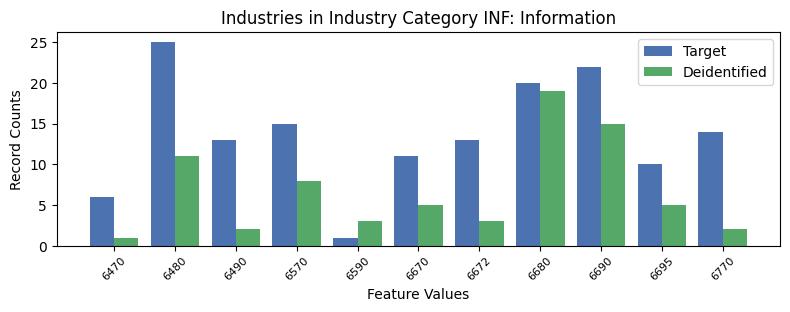 Industries in Industry Category INF: Information
Target
Deidentified
Record Counts
25
20
15
10
5
0
6470 6480 6490 6570 6590 6670 6672 6680 6690 6695 6770
Feature Values